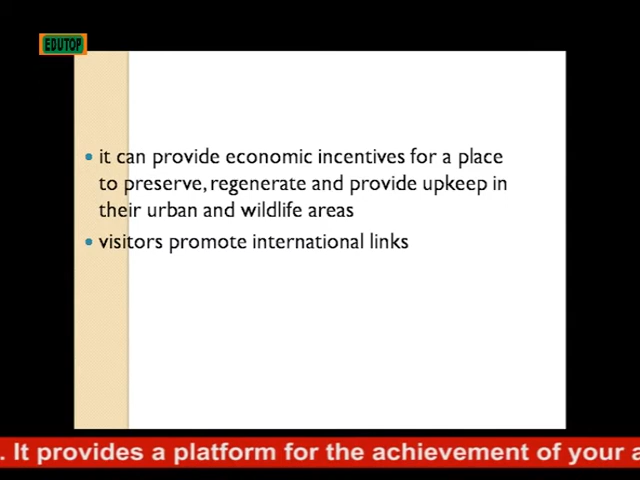 EDUTOP
• it can provide economic incentives for a place
to preserve, regenerate and provide upkeep in
their urban and wildlife areas
• visitors promote international links
. It provides a platform for the achievement of your a